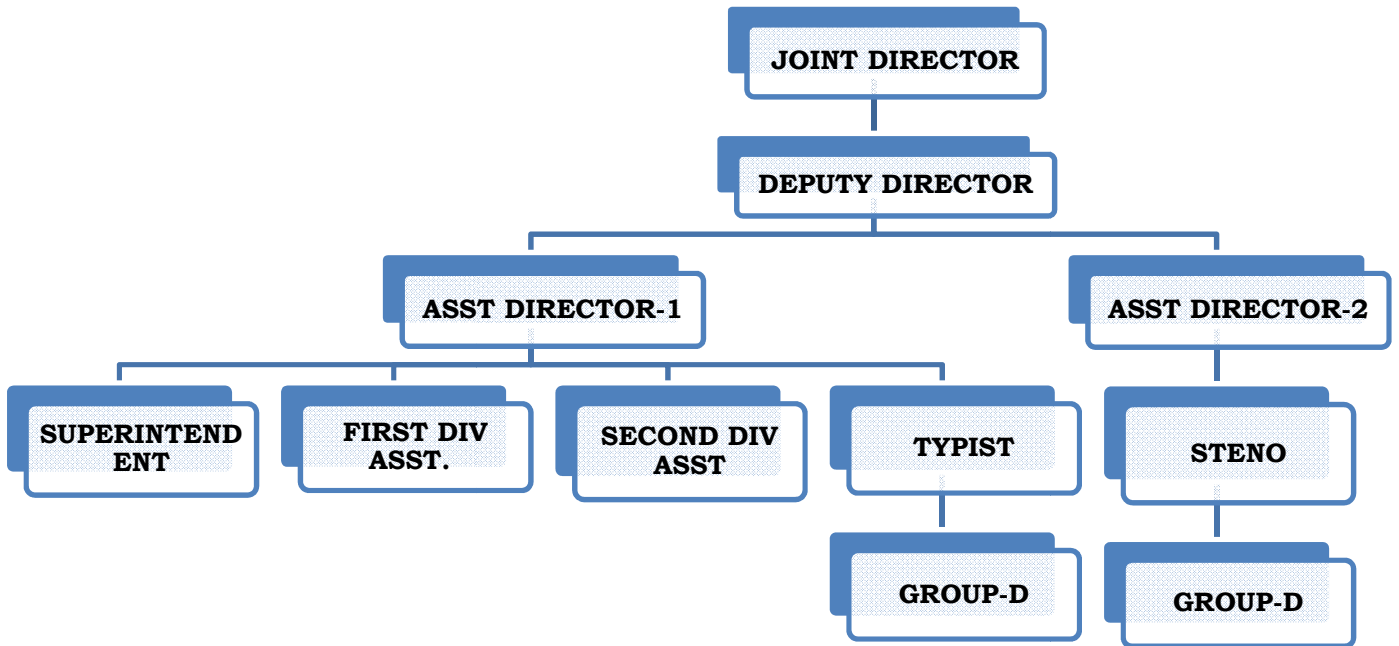 JOINT DIRECTOR
DEPUTY DIRECTOR
ASST DIRECTOR-1
ASST DIRECTOR-2
SUPERINTEND
ENT
FIRST DIV
ASST.
SECOND DIV
ASST
TYPIST
STENO
GROUP-D
GROUP-D